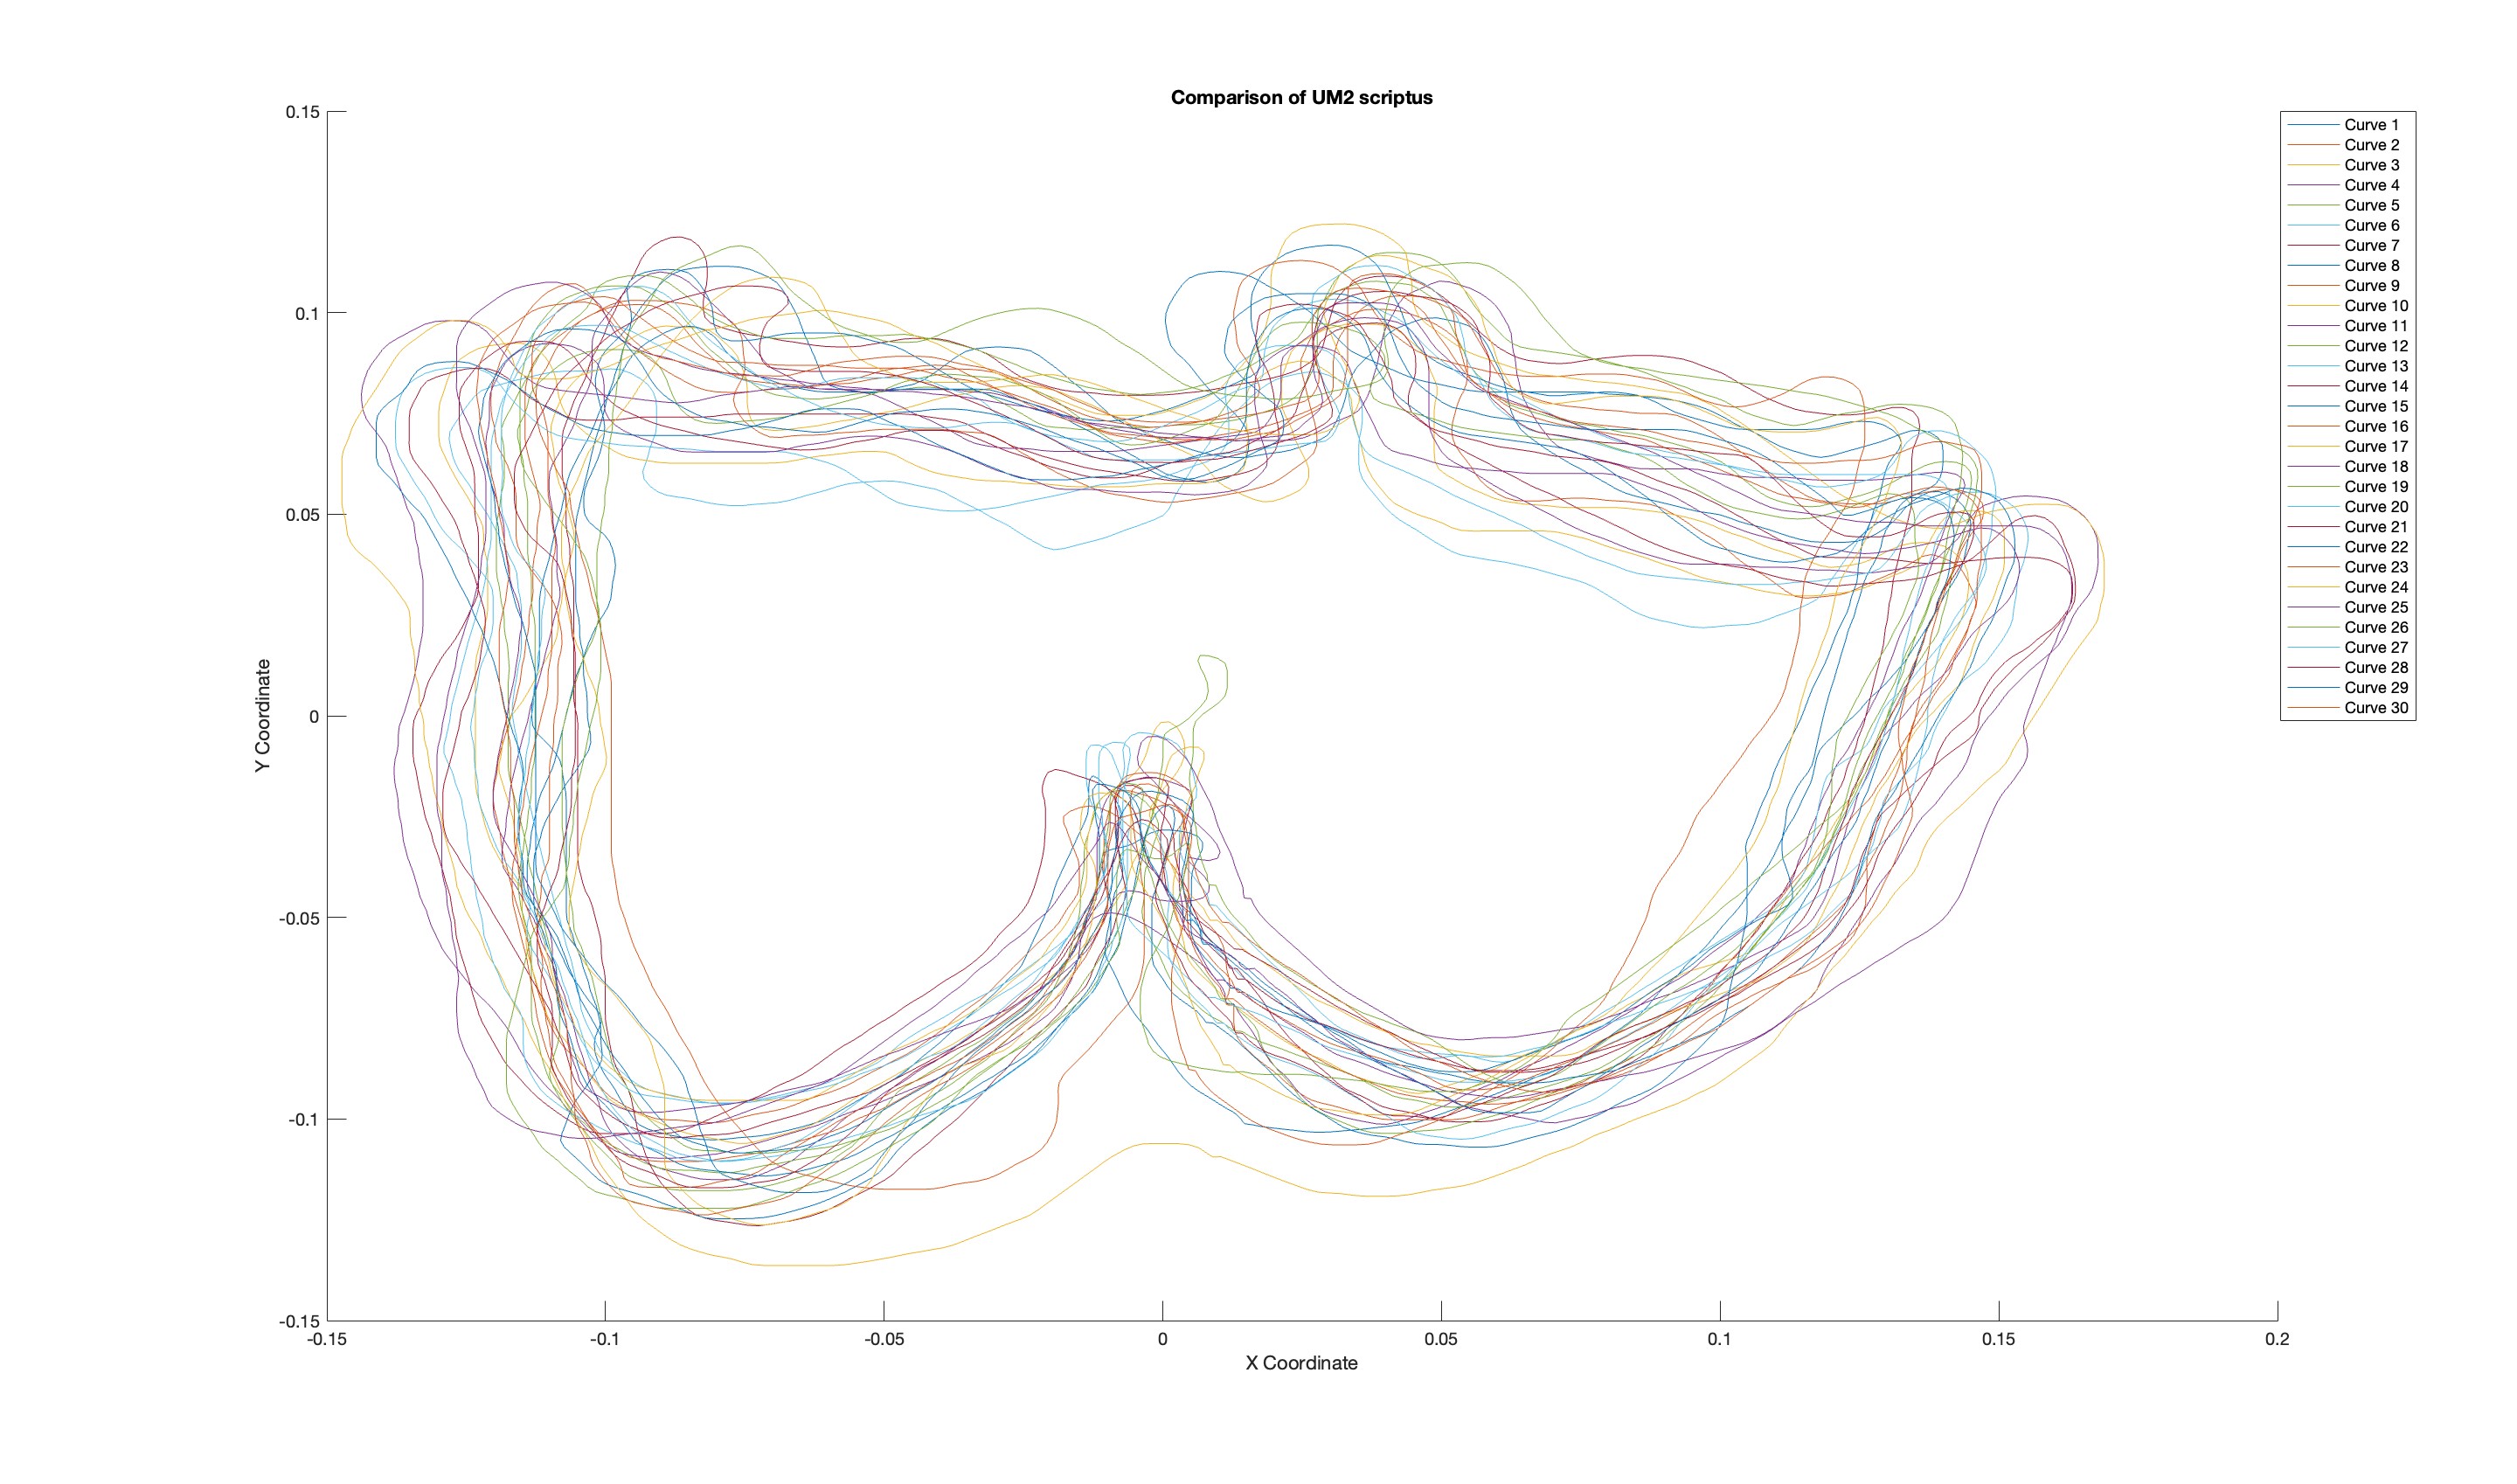 Comparison of UM2 scriptus
0.15
0.1
0.05
0
-0.05
-0.1
-0.15
Y Coordinate
-0.15
-0.1
-0.05
0
0.05
0.1
0.15
0.2
X Coordinate
Curve 1
Curve 2
Curve 3
Curve 4
Curve 5
Curve 6
Curve 7
Curve 8
Curve 9
Curve 10
Curve 11
Curve 12
Curve 13
Curve 14
Curve 15
Curve 16
Curve 17
Curve 18
Curve 19
Curve 20
Curve 21
Curve 22
Curve 23
Curve 24
Curve 25
Curve 26
Curve 27
Curve 28
Curve 29
Curve 30